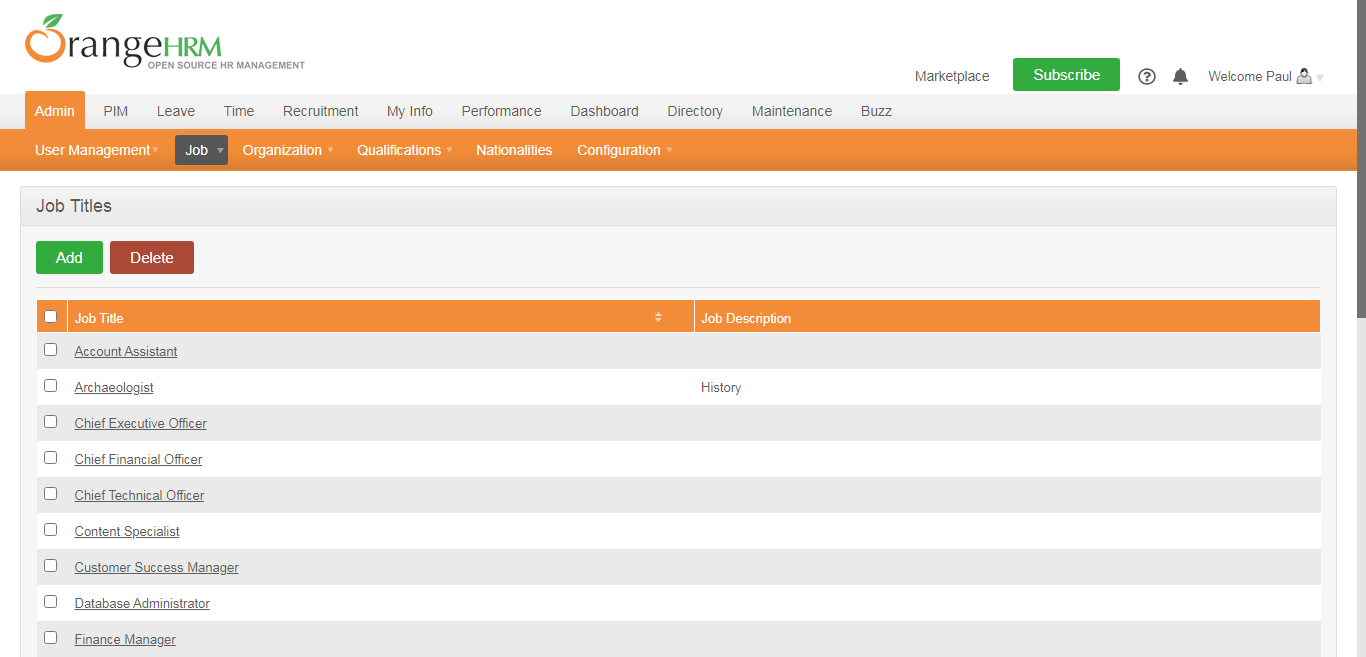 OrangeHRM
OPEN SOURCE HR MANAGEMENT
Marketplace Subscribe ? Welcome Paul
Admin PIM Leave Time Recruitment My Info Performance Dashboard Directory Maintenance Buzz
User Management Job Organization Qualifications Nationalities Configuration
Job Titles
Add Delete
Job Title Job Description
Account Assistant
Archaeologist History
Chief Executive Officer
Chief Financial Officer
Chief Technical Officer
Content Specialist
Customer Success Manager
Database Administrator
Finance Manager